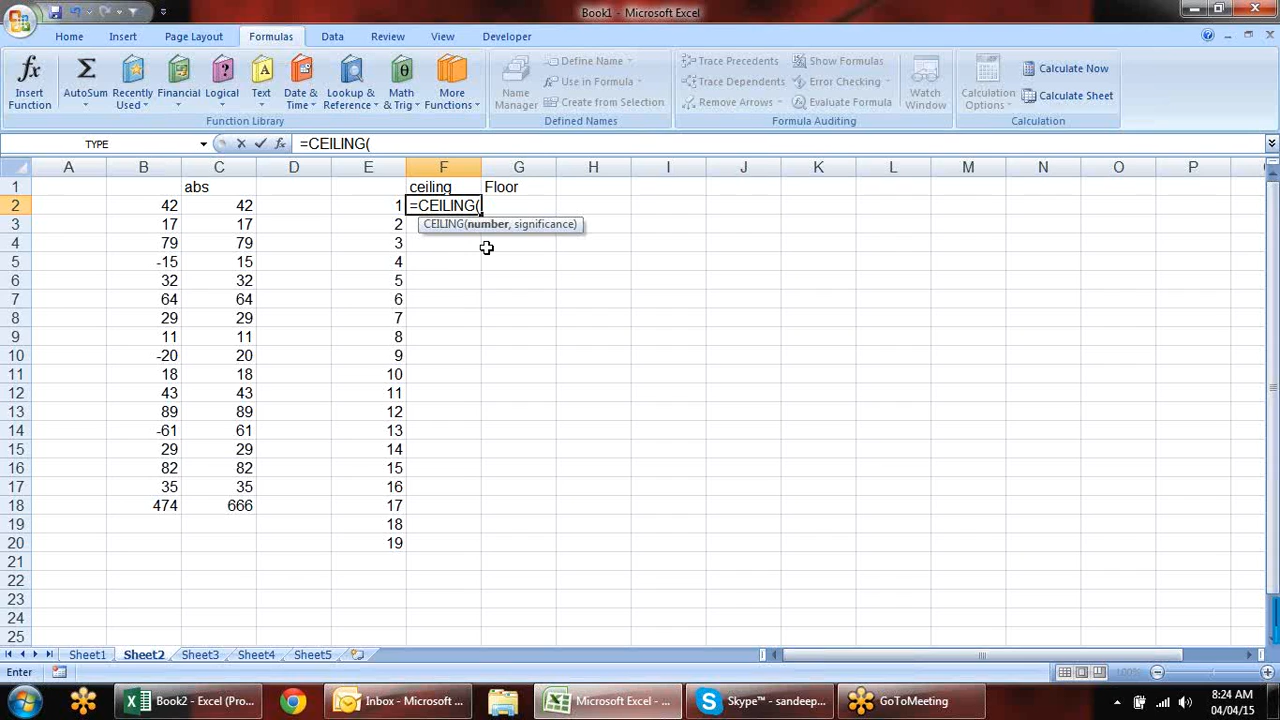 Book1 - Microsoft Excel
Home Insert Page Layout Formulas Data Review View Developer
fx Insert Function
Σ AutoSum
Recently Used
Financial
Logical
Text
Date & Time
Lookup & Reference
Math & Trig
More Functions
Function Library
Name Manager
Define Name
Use in Formula
Create from Selection
Defined Names
Trace Precedents
Trace Dependents
Remove Arrows
Show Formulas
Error Checking
Evaluate Formula
Formula Auditing
Watch Window
Calculation Options
Calculate Now
Calculate Sheet
Calculation
TYPE fx =CEILING(
A B C D E F G H I J K L M N O P
1 abs ceiling Floor
2 42 42 1 =CEILING(
3 17 17 2 CEILING(number, significance)
4 79 79 3
5 -15 15 4
6 32 32 5
7 64 64 6
8 29 29 7
9 11 11 8
10 -20 20 9
11 18 18 10
12 43 43 11
13 89 89 12
14 -61 61 13
15 29 29 14
16 82 82 15
17 35 35 16
18 474 666 17
19 18
20 19
21
22
23
24
25
Sheet1 Sheet2 Sheet3 Sheet4 Sheet5
Enter 100%
Book2 - Excel (Pro... Inbox - Microsoft ... Microsoft Excel - ... Skype™ - sandeep... GoToMeeting 8:24 AM
04/04/15